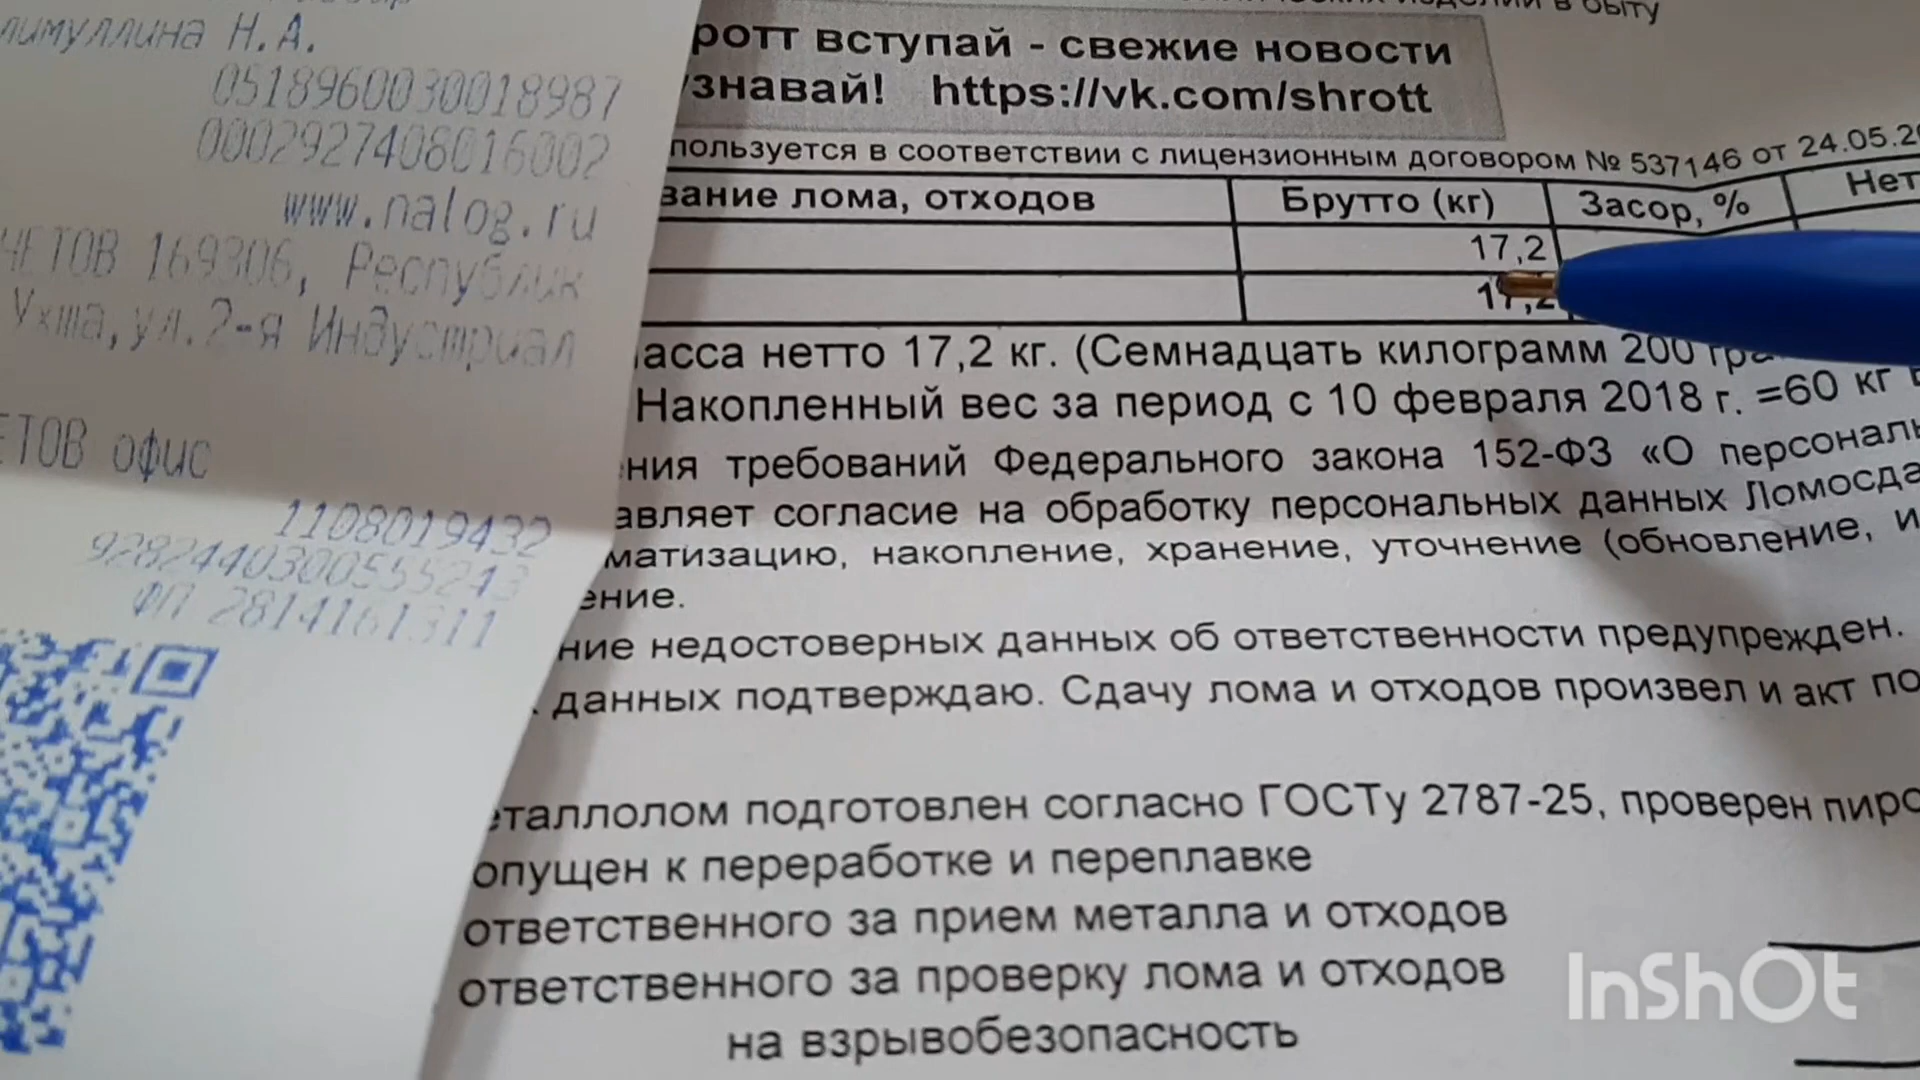 лимуллина Н.А.
0518960030018987
0002927408016002
www.nalog.ru
ЧЕТОВ 169306, Республик
Ухта,ул.2-я Индустриал
ЕТОВ офис
1108019432
9282440300555243
ФП 2814161311
в быту
ротт вступай - свежие новости
узнавай! https://vk.com/shrott
пользуется в соответствии с лицензионным договором № 537146 от 24.05.2
вание лома, отходов Брутто (кг) Засор, % Нет
17,2
17,2
асса нетто 17,2 кг. (Семнадцать килограмм 200 гра
Накопленный вес за период с 10 февраля 2018 г. =60 кг
ния требований Федерального закона 152-ФЗ «О персональ
авляет согласие на обработку персональных данных Ломосда
матизацию, накопление, хранение, уточнение (обновление, и
ение.
ние недостоверных данных об ответственности предупрежден.
. данных подтверждаю. Сдачу лома и отходов произвел и акт по
еталлолом подготовлен согласно ГОСТу 2787-25, проверен пиро
опущен к переработке и переплавке
ответственного за прием металла и отходов
ответственного за проверку лома и отходов
на взрывобезопасность
InShOt